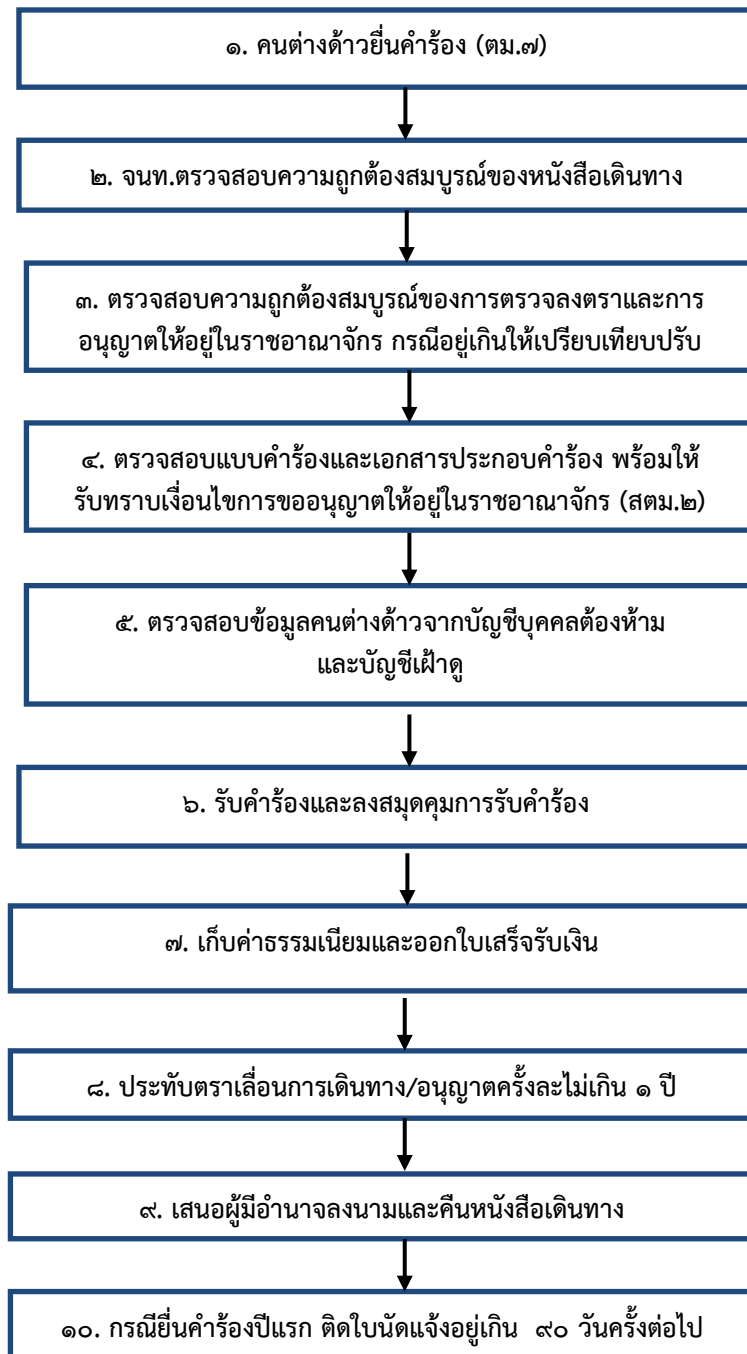 ๑. คนต่างด้าวยื่นคำร้อง (ตม.๗)
๒. จนท.ตรวจสอบความถูกต้องสมบูรณ์ของหนังสือเดินทาง
๓. ตรวจสอบความถูกต้องสมบูรณ์ของการตรวจลงตราและการ
อนุญาตให้อยู่ในราชอาณาจักร กรณีอยู่เกินให้เปรียบเทียบปรับ
๔. ตรวจสอบแบบคำร้องและเอกสารประกอบคำร้อง พร้อมให้
รับทราบเงื่อนไขการขออนุญาตให้อยู่ในราชอาณาจักร (สตม.๒)
๕. ตรวจสอบข้อมูลคนต่างด้าวจากบัญชีบุคคลต้องห้าม
และบัญชีเฝ้าดู
๖. รับคำร้องและลงสมุดคุมการรับคำร้อง
๗. เก็บค่าธรรมเนียมและออกใบเสร็จรับเงิน
๘. ประทับตราเลื่อนการเดินทาง/อนุญาตครั้งละไม่เกิน ๑ ปี
๙. เสนอผู้มีอำนาจลงนามและคืนหนังสือเดินทาง
๑๐. กรณียื่นคำร้องปีแรก ติดใบนัดแจ้งอยู่เกิน ๙๐ วันครั้งต่อไป